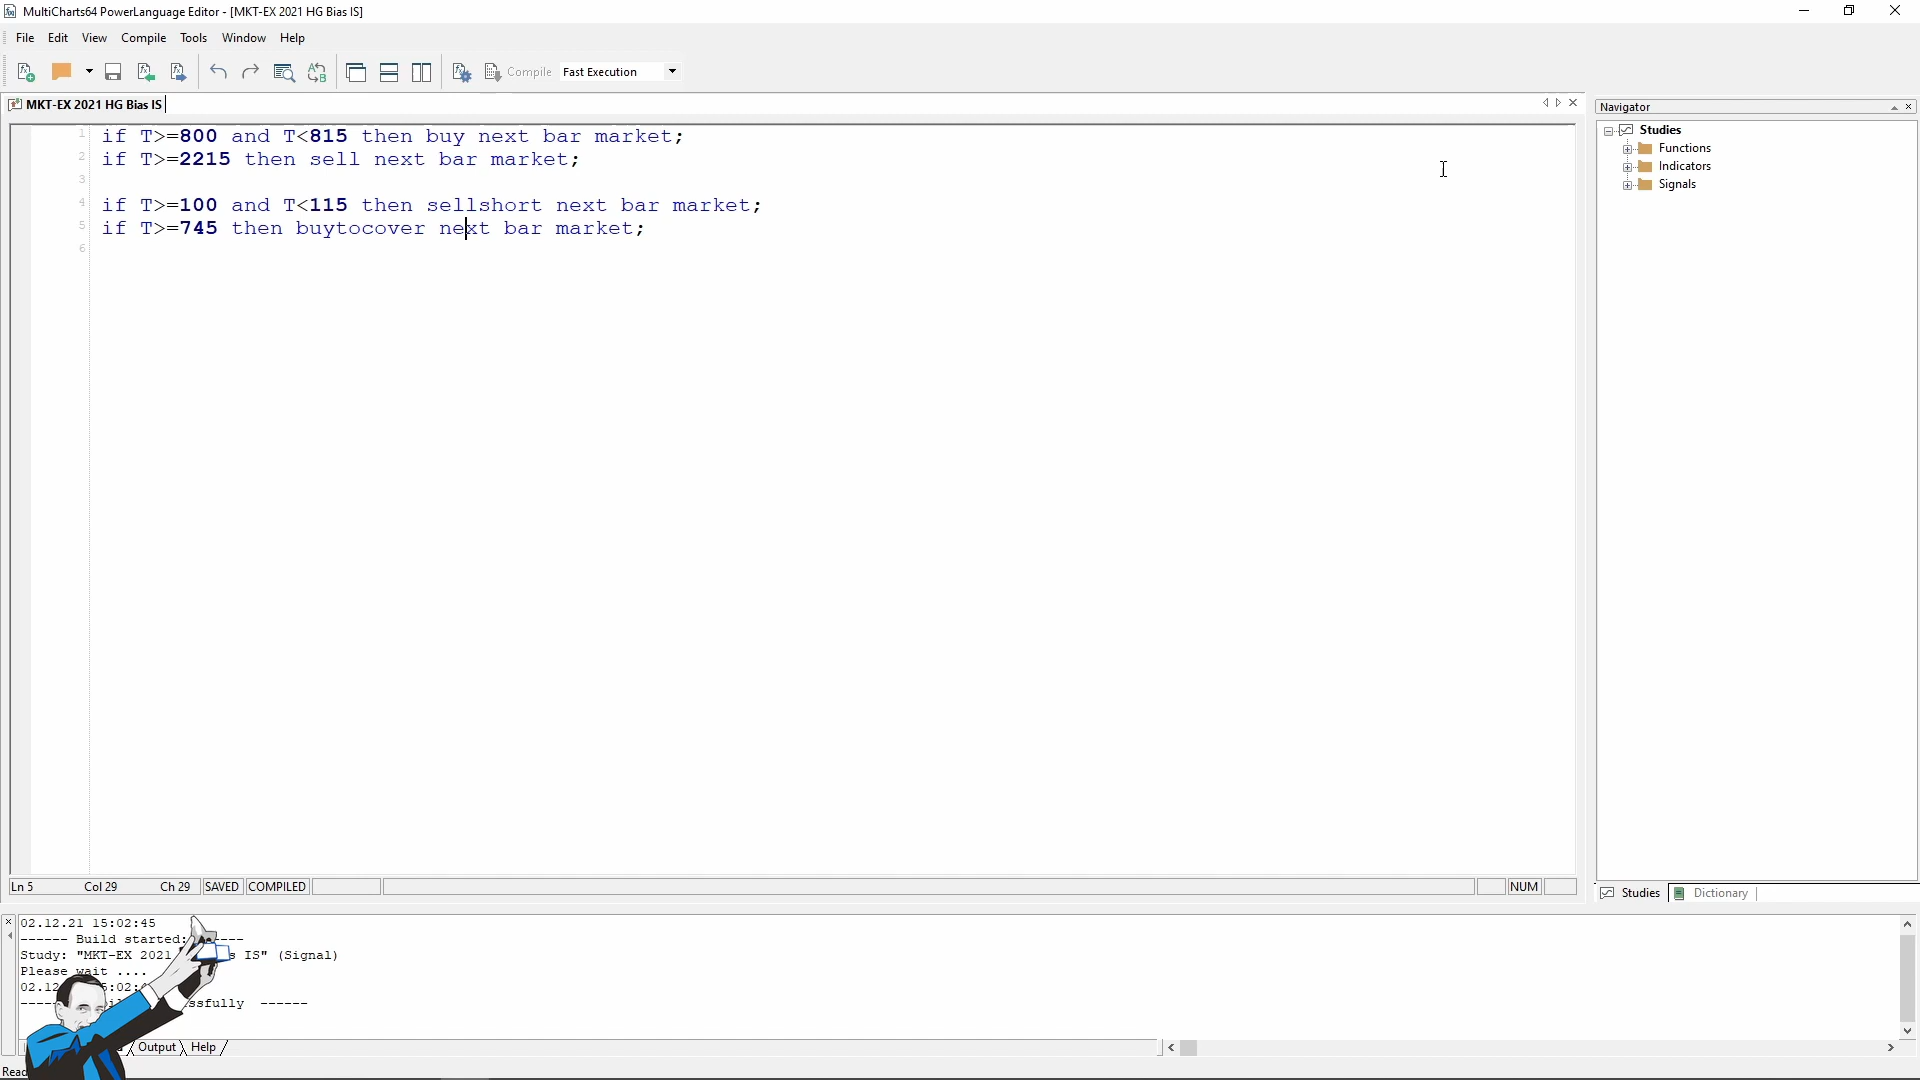 MultiCharts64 PowerLanguage Editor - [MKT-EX 2021 HG Bias IS]
File Edit View Compile Tools Window Help
Compile Fast Execution
MKT-EX 2021 HG Bias IS
Navigator
1 if T>=800 and T<815 then buy next bar market;
2 if T>=2215 then sell next bar market;
3
4 if T>=100 and T<115 then sellshort next bar market;
5 if T>=745 then buytocover next bar market;
6
Studies
Functions
Indicators
Signals
Ln 5 Col 29 Ch 29 SAVED COMPILED NUM
Studies Dictionary
02.12.21 15:02:45
------ Build started:
Study: "MKT-EX 2021 IS" (Signal)
Please wait ....
------
Output Help